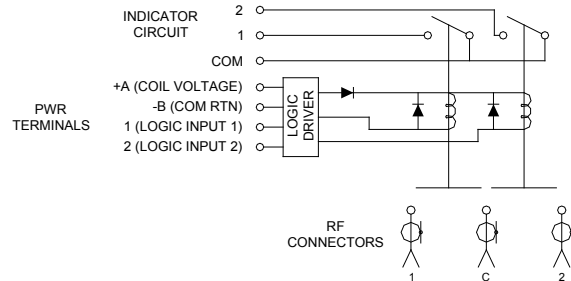 INDICATOR
CIRCUIT
2
1
COM
PWR
TERMINALS
+A (COIL VOLTAGE)
-B (COM RTN)
1 (LOGIC INPUT 1)
2 (LOGIC INPUT 2)
LOGIC
DRIVER
RF
CONNECTORS
1
C
2